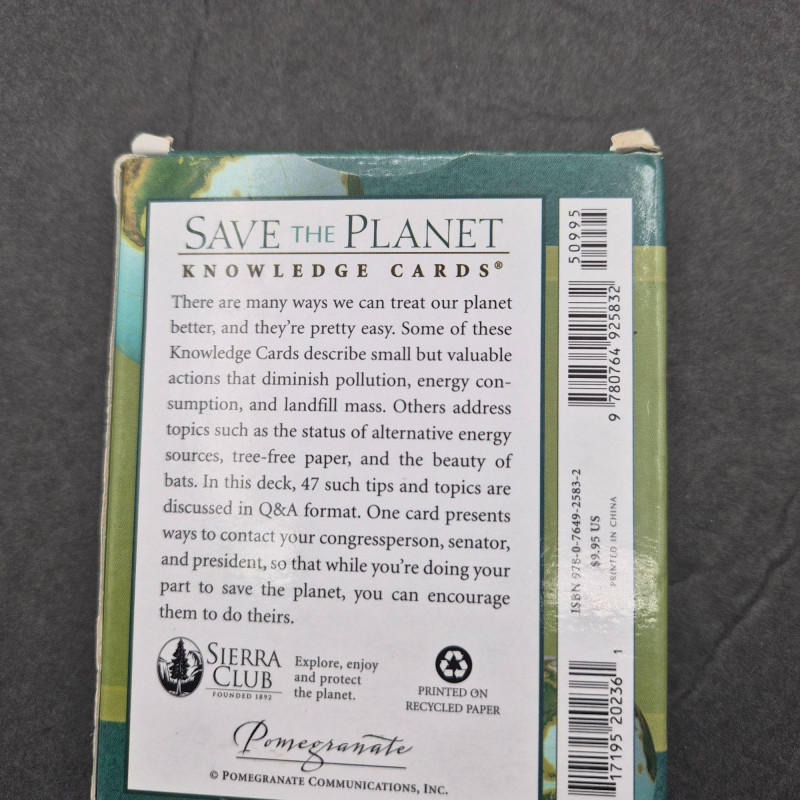 SAVE THE PLANET
KNOWLEDGE CARDS®
There are many ways we can treat our planet
better, and they're pretty easy. Some of these
Knowledge Cards describe small but valuable
actions that diminish pollution, energy con-
sumption, and landfill mass. Others address
topics such as the status of alternative energy
sources, tree-free paper, and the beauty of
bats. In this deck, 47 such tips and topics are
discussed in Q&A format. One card presents
ways to contact your congressperson, senator,
and president, so that while you're doing your
part to save the planet, you can encourage
them to do theirs.
SIERRA
CLUB
FOUNDED 1892
Explore, enjoy
and protect
the planet.
PRINTED ON
RECYCLED PAPER
Pomegranate
© POMEGRANATE COMMUNICATIONS, INC.
50995
9 780764 925832
ISBN 978-0-7649-2583-2
$9.95 US
PRINTED IN CHINA
17195 20236 1